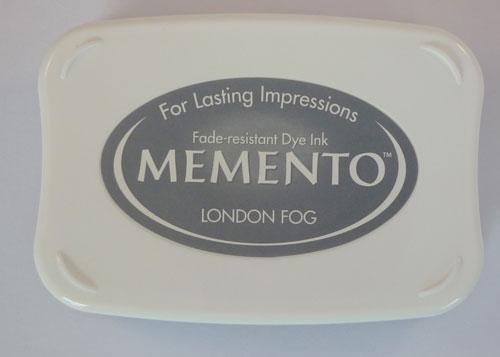 For Lasting Impressions
Fade-resistant Dye Ink
MEMENTO™
LONDON FOG